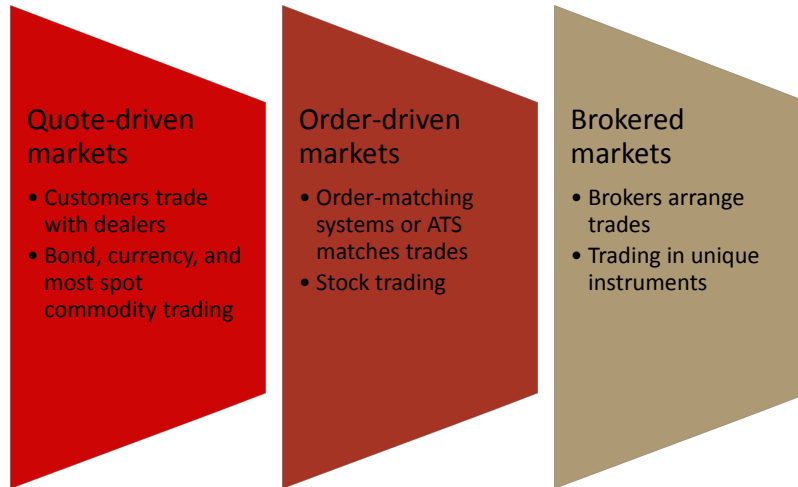 Quote-driven
markets
• Customers trade
with dealers
• Bond, currency, and
most spot
commodity trading
Order-driven
markets
• Order-matching
systems or ATS
matches trades
• Stock trading
Brokered
markets
• Brokers arrange
trades
• Trading in unique
instruments